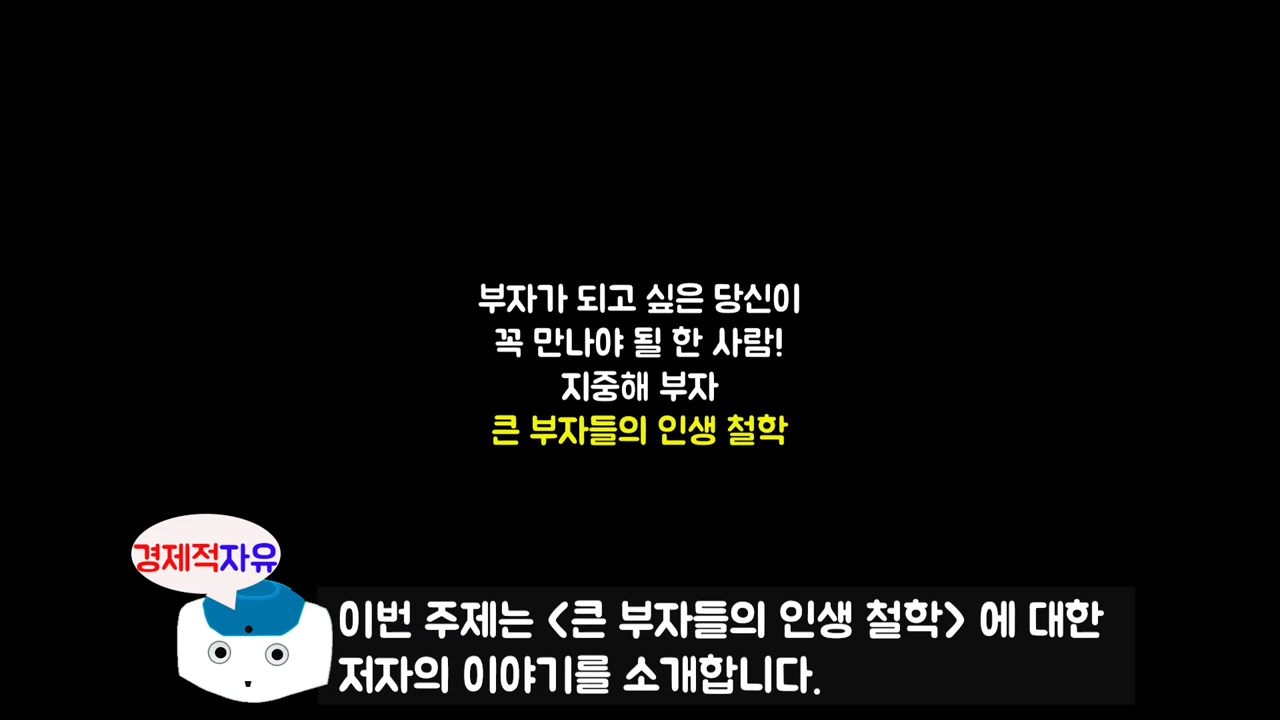 부자가 되고 싶은 당신이
꼭 만나야 될 한 사람!
지중해 부자
큰 부자들의 인생 철학
경제적자유
이번 주제는 <큰 부자들의 인생 철학> 에 대한
저자의 이야기를 소개합니다.